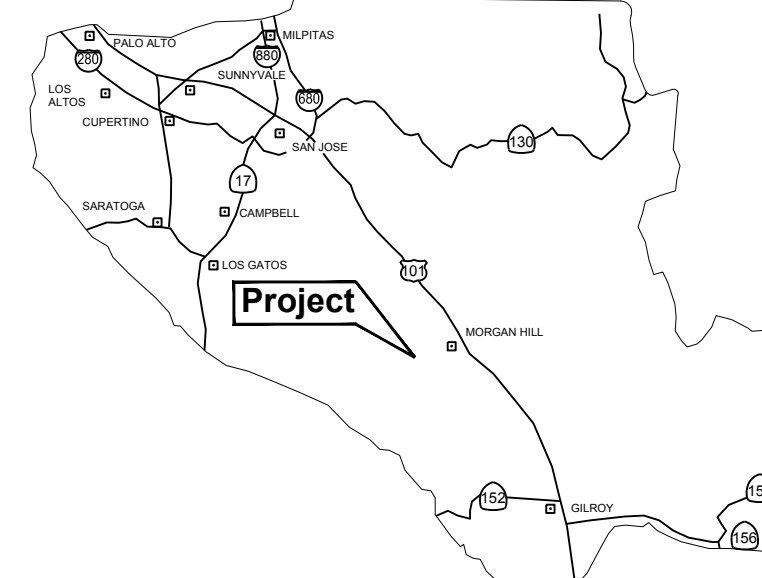 MILPITAS
PALO ALTO
880
280
SUNNYVALE
LOS
ALTOS
680
CUPERTINO
130
SAN JOSE
17
SARATOGA
CAMPBELL
LOS GATOS
101
Project
MORGAN HILL
15
152
GILROY
156